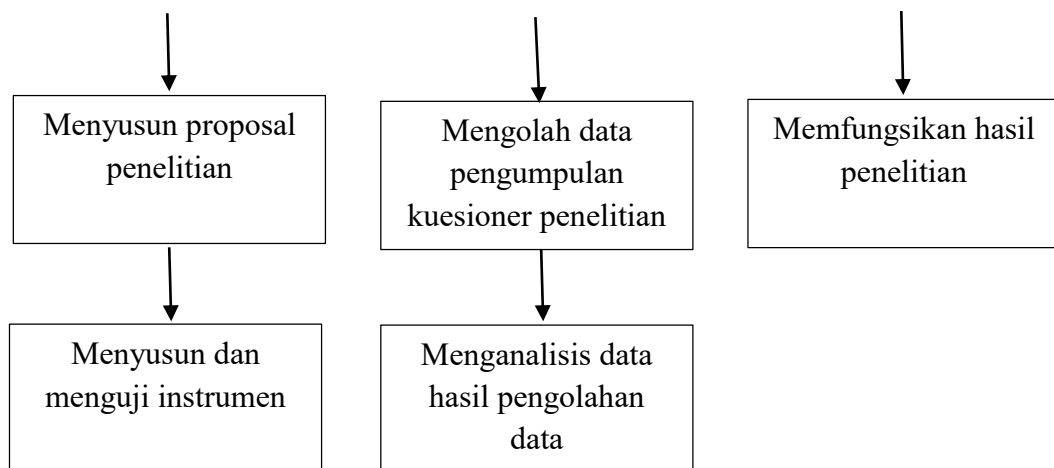 Menyusun proposal
penelitian
Mengolah data
pengumpulan
kuesioner penelitian
Memfungsikan hasil
penelitian
Menyusun dan
menguji instrumen
Menganalisis data
hasil pengolahan
data